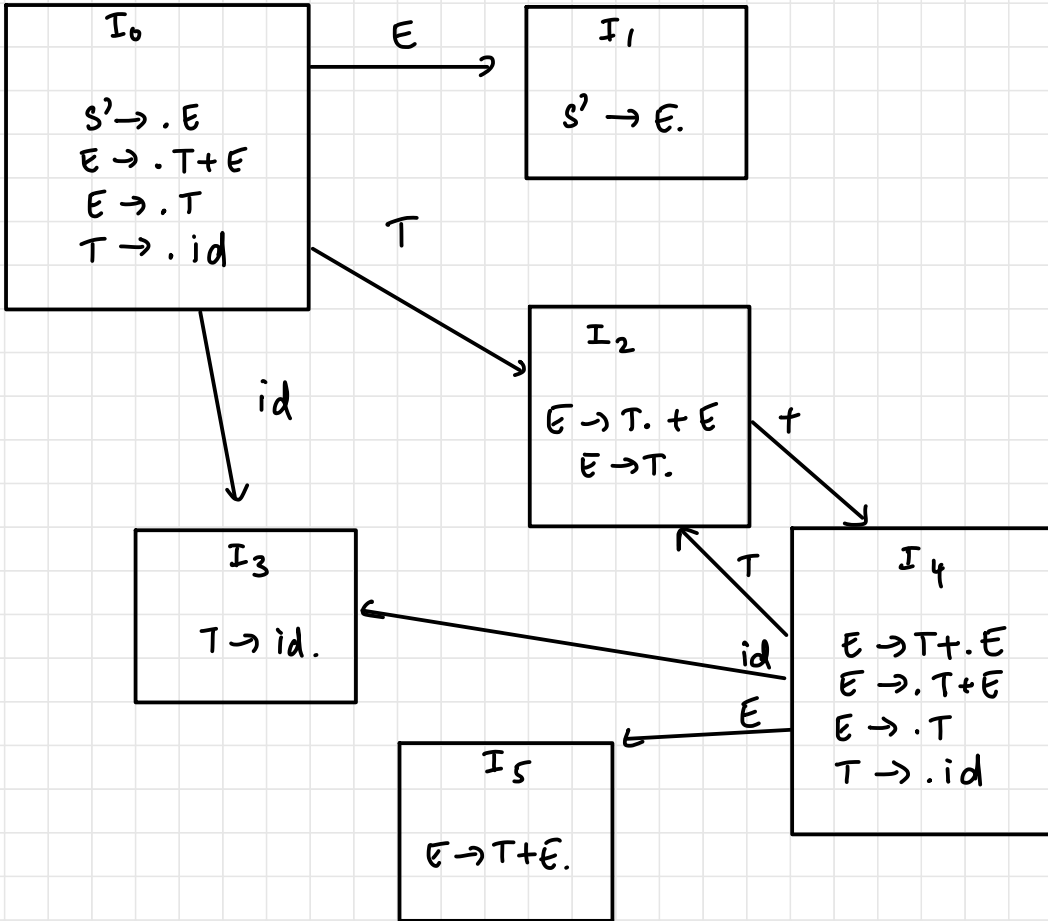 I₀
S' → . E
E → . T + E
E → . T
T → . id
E
I₁
S' → E.
T
id
I₂
E → T. + E
E → T.
+
I₃
T → id.
T
id
E
I₄
E → T + . E
E → . T + E
E → . T
T → . id
I₅
E → T + E.